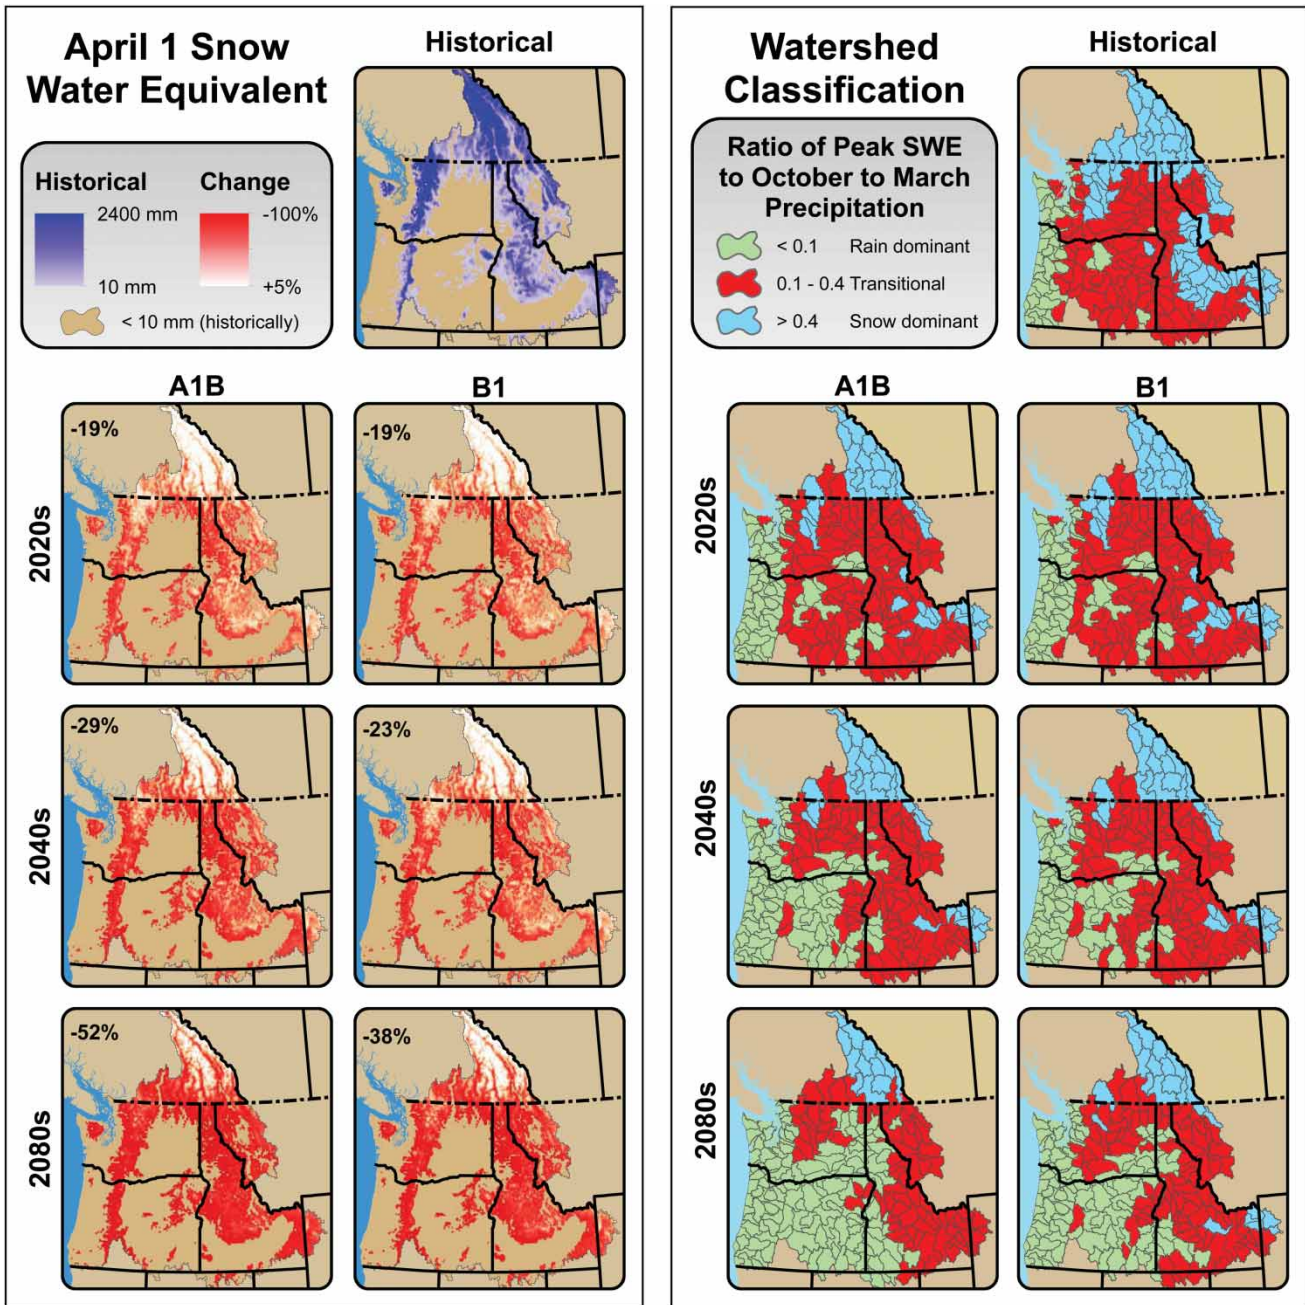 April 1 Snow
Water Equivalent
Historical
Historical
Change
2400 mm
-100%
10 mm
+5%
< 10 mm (historically)
A1B
B1
2020s
-19%
-19%
2040s
-29%
-23%
2080s
-52%
-38%
Watershed
Classification
Historical
Ratio of Peak SWE
to October to March
Precipitation
< 0.1 Rain dominant
0.1 - 0.4 Transitional
> 0.4 Snow dominant
A1B
B1
2020s
2040s
2080s